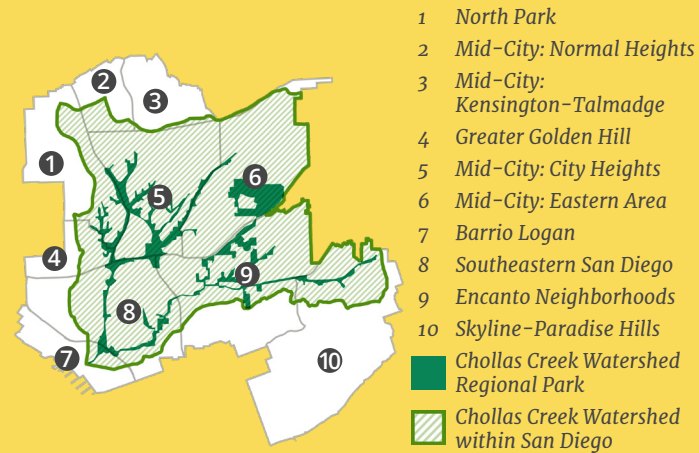 2
3
1
6
5
4
9
8
7
10
1 North Park
2 Mid-City: Normal Heights
3 Mid-City:
Kensington-Talmadge
4 Greater Golden Hill
5 Mid-City: City Heights
6 Mid-City: Eastern Area
7 Barrio Logan
8 Southeastern San Diego
9 Encanto Neighborhoods
10 Skyline-Paradise Hills
Chollas Creek Watershed
Regional Park
Chollas Creek Watershed
within San Diego